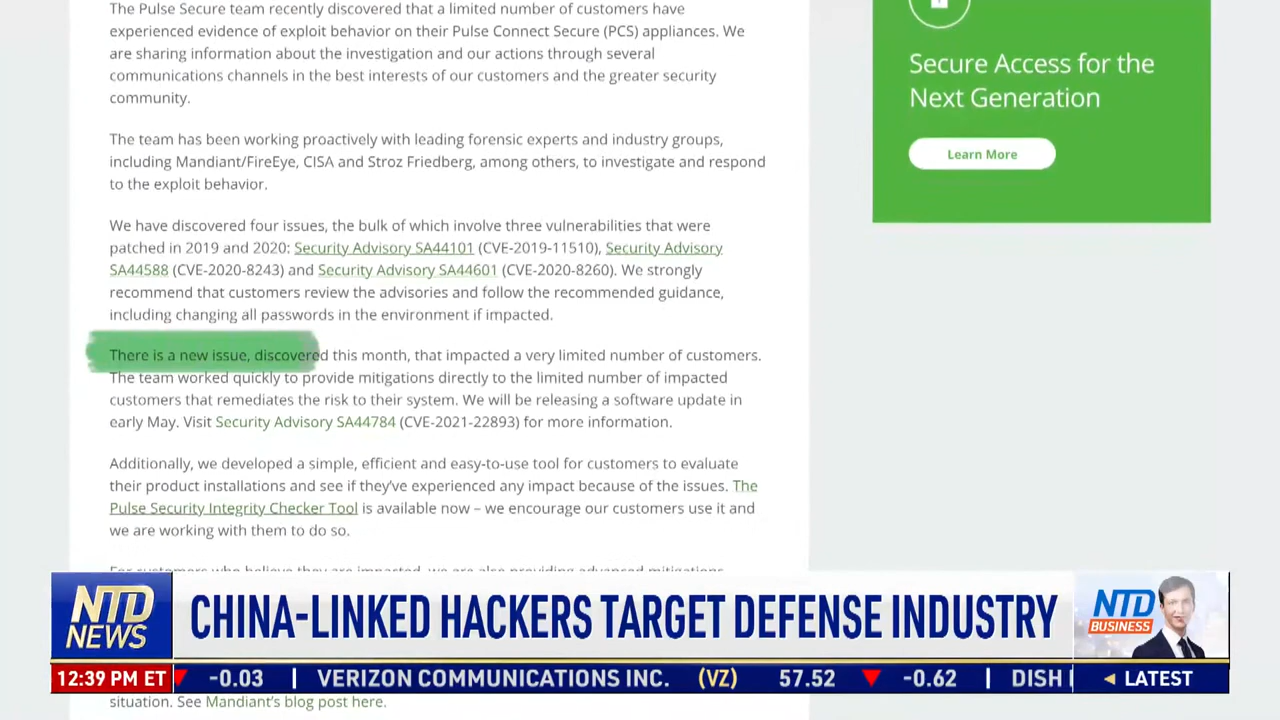 The Pulse Secure team recently discovered that a limited number of customers have
experienced evidence of exploit behavior on their Pulse Connect Secure (PCS) appliances. We
are sharing information about the investigation and our actions through several
communications channels in the best interests of our customers and the greater security
community.
The team has been working proactively with leading forensic experts and industry groups,
including Mandiant/FireEye, CISA and Stroz Friedberg, among others, to investigate and respond
to the exploit behavior.
We have discovered four issues, the bulk of which involve three vulnerabilities that were
patched in 2019 and 2020: Security Advisory SA44101 (CVE-2019-11510), Security Advisory
SA44588 (CVE-2020-8243) and Security Advisory SA44601 (CVE-2020-8260). We strongly
recommend that customers review the advisories and follow the recommended guidance,
including changing all passwords in the environment if impacted.
There is a new issue, discovered this month, that impacted a very limited number of customers.
The team worked quickly to provide mitigations directly to the limited number of impacted
customers that remediates the risk to their system. We will be releasing a software update in
early May. Visit Security Advisory SA44784 (CVE-2021-22893) for more information.
Additionally, we developed a simple, efficient and easy-to-use tool for customers to evaluate
their product installations and see if they've experienced any impact because of the issues. The
Pulse Security Integrity Checker Tool is available now – we encourage our customers use it and
we are working with them to do so.
For customers who believe they are impacted, we are also providing advanced mitigations
situation. See Mandiant's blog post here.
Secure Access for the
Next Generation
Learn More
NTD
NEWS
CHINA-LINKED HACKERS TARGET DEFENSE INDUSTRY
NTD
BUSINESS
12:39 PM ET
-0.03 | VERIZON COMMUNICATIONS INC. (VZ) 57.52 ▼ -0.62 | DISH
◄ LATEST